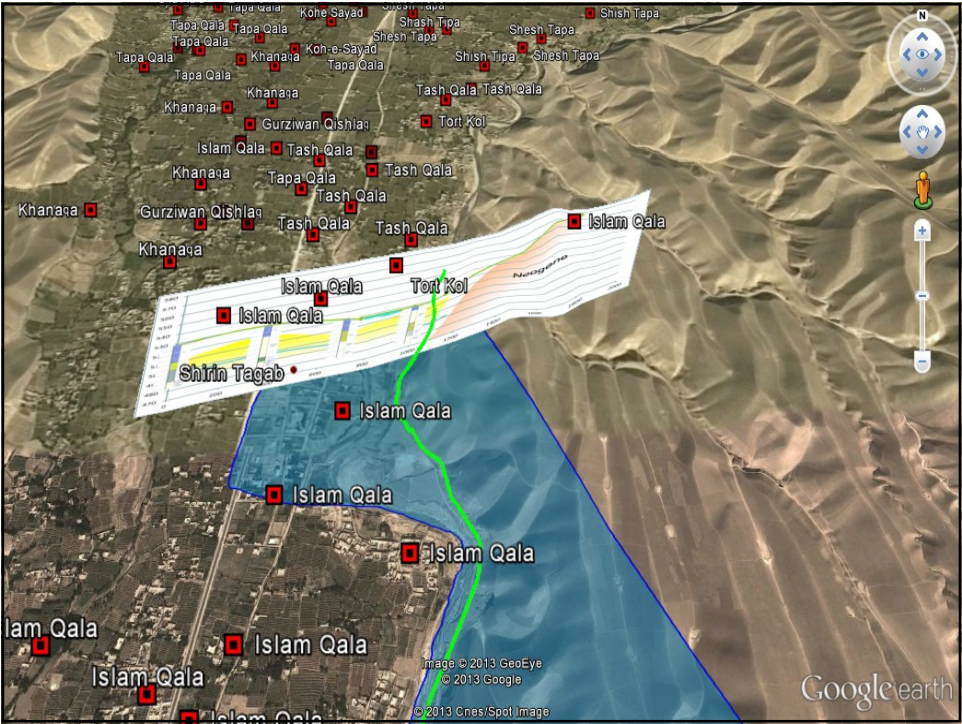 Tapa Qala
Kohe Sayad
Shesh Tapa
Shish Tapa
N
Tapa Qala
Shash Tipa
Shesh Tapa
Shesh Tapa
Tapa Qala
Koh-e-Sayad
Tapa Qala
Khanaqa
Tapa Qala
Shish Tipa
Shesh Tapa
Tapa Qala
Khanaqa
Tash Qala
Tash Qala
Khanaqa
Gurziwan Qishlaq
Tort Kol
Islam Qala
Tash Qala
Khanaqa
Tapa Qala
Tash Qala
Tash Qala
Khanaqa
Gurziwan Qishlaq
Tash Qala
Tash Qala
Islam Qala
Khanaqa
Neogene
Islam Qala
Tort Kol
Islam Qala
Shirin Tagab
Islam Qala
Islam Qala
Islam Qala
lam Qala
Islam Qala
Islam Qala
Islam Qala
Image © 2013 GeoEye
© 2013 Google
© 2013 Cnes/Spot Image
Google earth